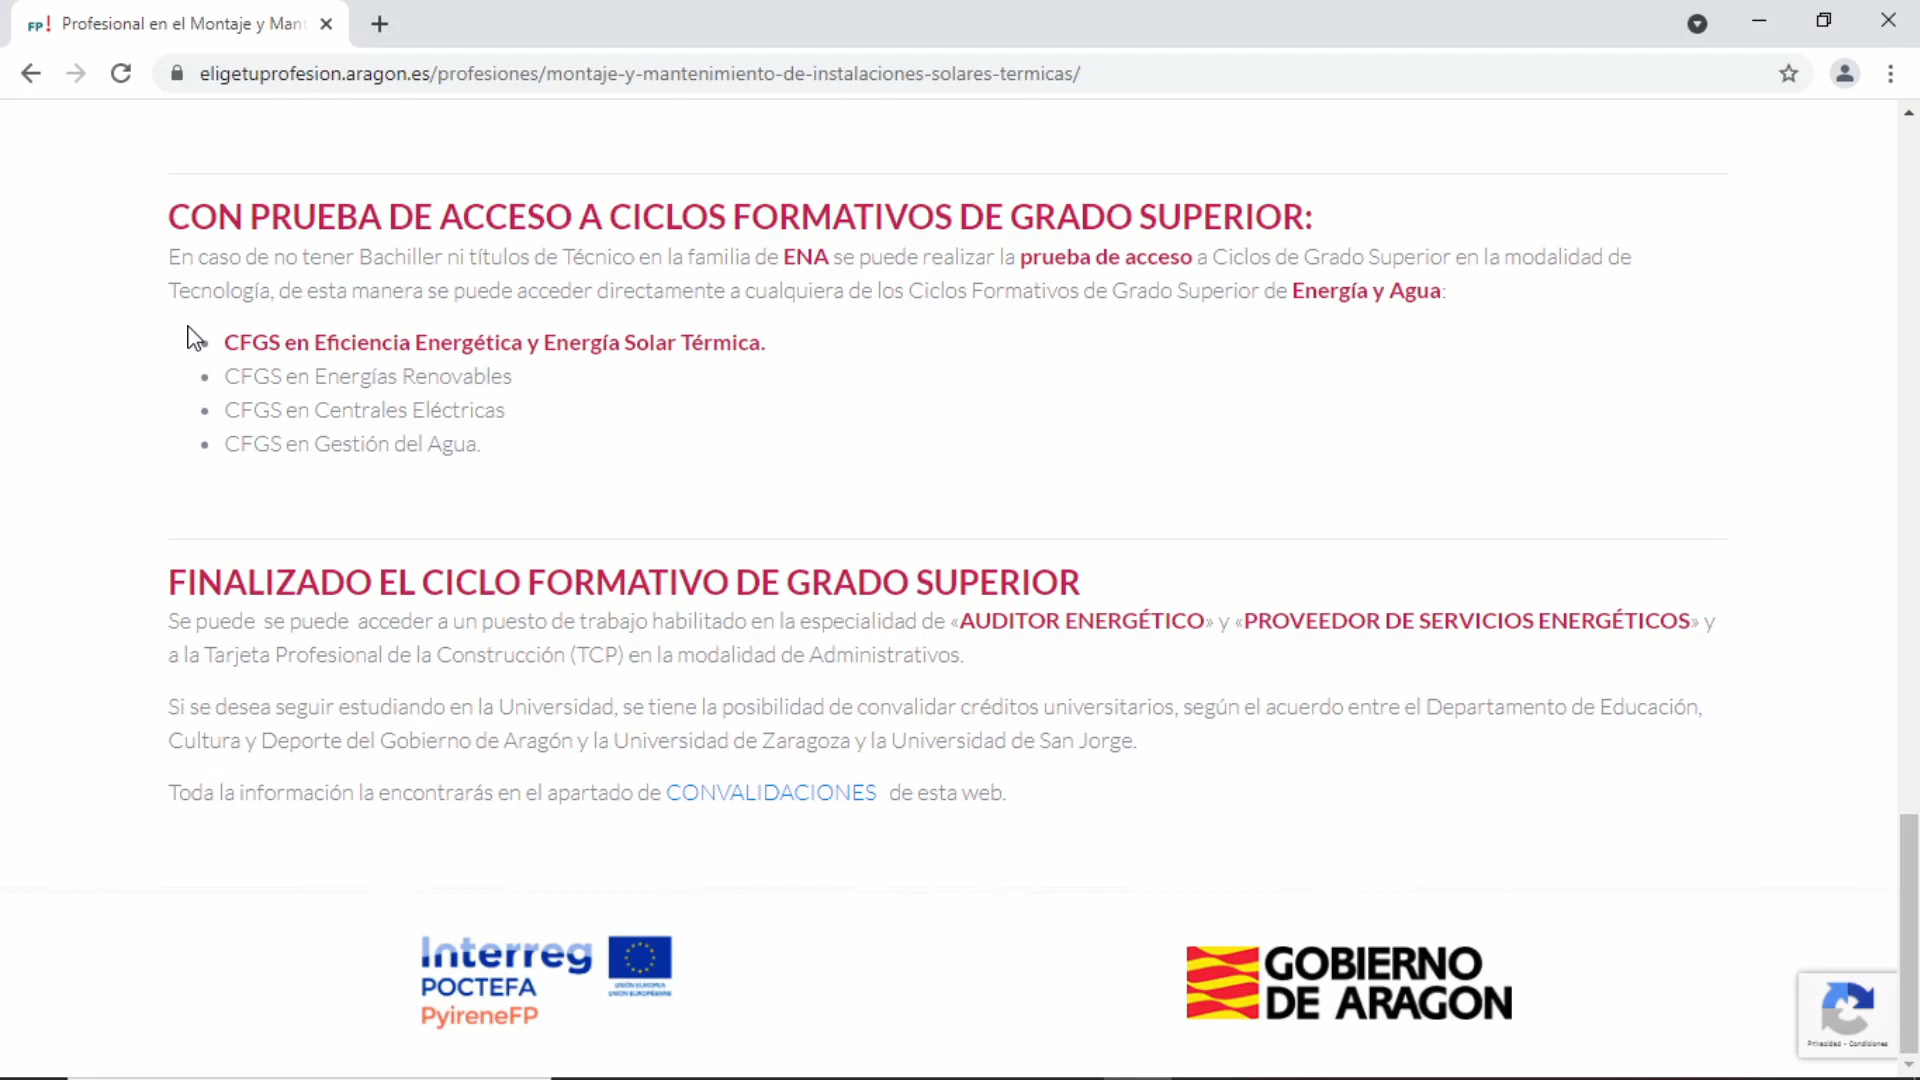 FP! Profesional en el Montaje y Mant
eligetuprofesion.aragon.es/profesiones/montaje-y-mantenimiento-de-instalaciones-solares-termicas/
CON PRUEBA DE ACCESO A CICLOS FORMATIVOS DE GRADO SUPERIOR:
En caso de no tener Bachiller ni títulos de Técnico en la familia de ENA se puede realizar la prueba de acceso a Ciclos de Grado Superior en la modalidad de
Tecnología, de esta manera se puede acceder directamente a cualquiera de los Ciclos Formativos de Grado Superior de Energía y Agua:
CFGS en Eficiencia Energética y Energía Solar Térmica.
• CFGS en Energías Renovables
• CFGS en Centrales Eléctricas
• CFGS en Gestión del Agua.
FINALIZADO EL CICLO FORMATIVO DE GRADO SUPERIOR
Se puede se puede acceder a un puesto de trabajo habilitado en la especialidad de «AUDITOR ENERGÉTICO» y «PROVEEDOR DE SERVICIOS ENERGÉTICOS» y
a la Tarjeta Profesional de la Construcción (TCP) en la modalidad de Administrativos.
Si se desea seguir estudiando en la Universidad, se tiene la posibilidad de convalidar créditos universitarios, según el acuerdo entre el Departamento de Educación,
Cultura y Deporte del Gobierno de Aragón y la Universidad de Zaragoza y la Universidad de San Jorge.
Toda la información la encontrarás en el apartado de CONVALIDACIONES de esta web.
Interreg
POCTEFA
PyireneFP
UNIÓN EUROPEA
UNION EUROPÉENNE
GOBIERNO
DE ARAGON
Privacidad - Condiciones